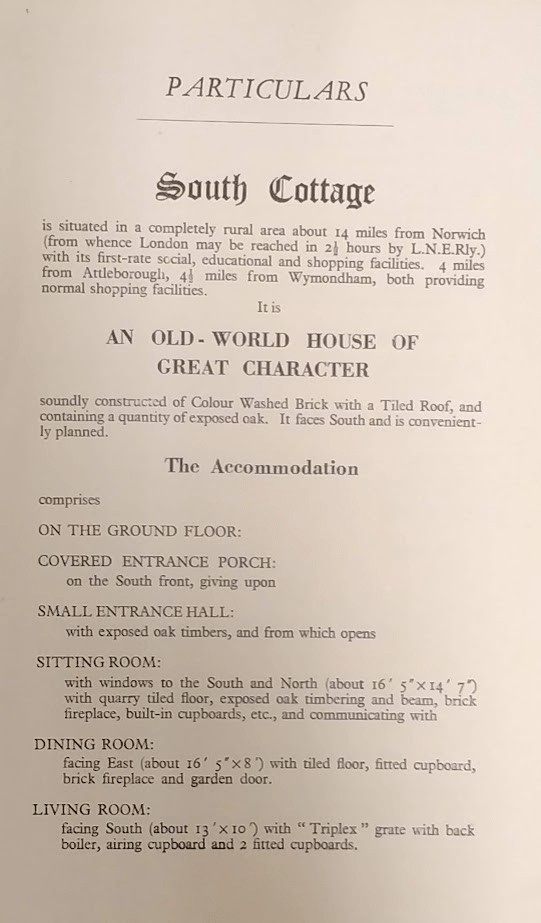 PARTICULARS
South Cottage
is situated in a completely rural area about 14 miles from Norwich
(from whence London may be reached in 2½ hours by L.N.E.Rly.)
with its first-rate social, educational and shopping facilities. 4 miles
from Attleborough, 4½ miles from Wymondham, both providing
normal shopping facilities.
It is
AN OLD-WORLD HOUSE OF
GREAT CHARACTER
soundly constructed of Colour Washed Brick with a Tiled Roof, and
containing a quantity of exposed oak. It faces South and is convenient-
ly planned.
The Accommodation
comprises
ON THE GROUND FLOOR:
COVERED ENTRANCE PORCH:
on the South front, giving upon
SMALL ENTRANCE HALL:
with exposed oak timbers, and from which opens
SITTING ROOM:
with windows to the South and North (about 16' 5"×14' 7")
with quarry tiled floor, exposed oak timbering and beam, brick
fireplace, built-in cupboards, etc., and communicating with
DINING ROOM:
facing East (about 16' 5"×8') with tiled floor, fitted cupboard,
brick fireplace and garden door.
LIVING ROOM:
facing South (about 13'×10') with "Triplex" grate with back
boiler, airing cupboard and 2 fitted cupboards.